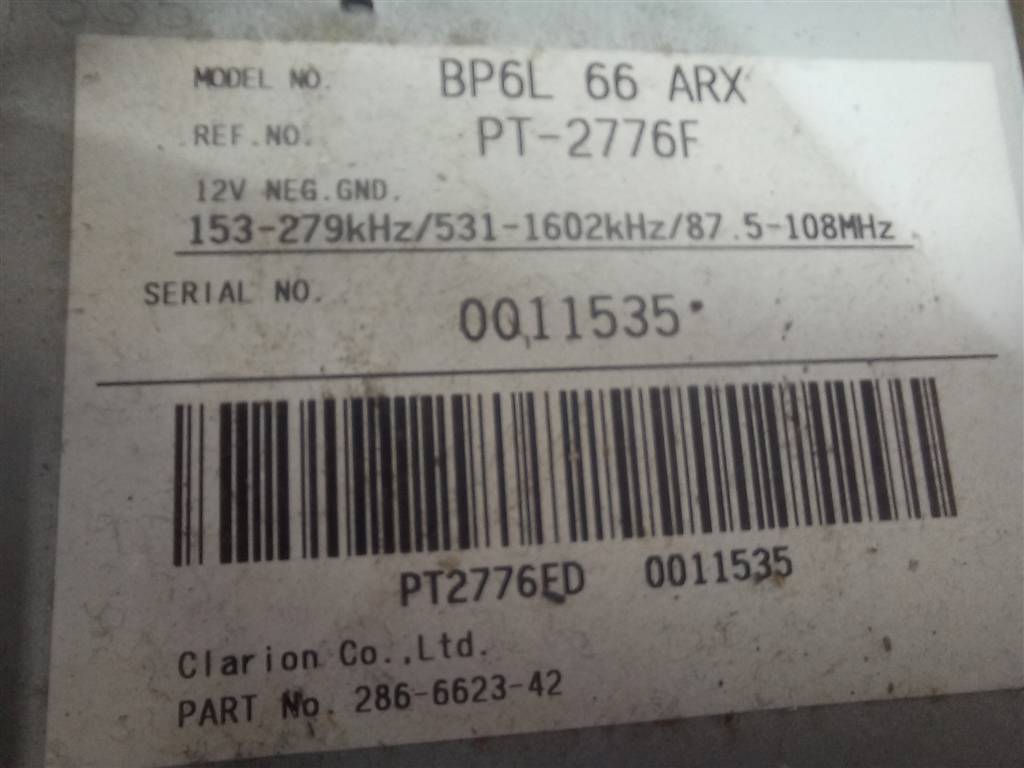 MODEL NO. BP6L 66 ARX
REF.NO. PT-2776F
12V NEG.GND.
153-279kHz/531-1602kHz/87.5-108MHz
SERIAL NO. 0011535
PT2776ED 0011535
Clarion Co.,Ltd.
PART No. 286-6623-42